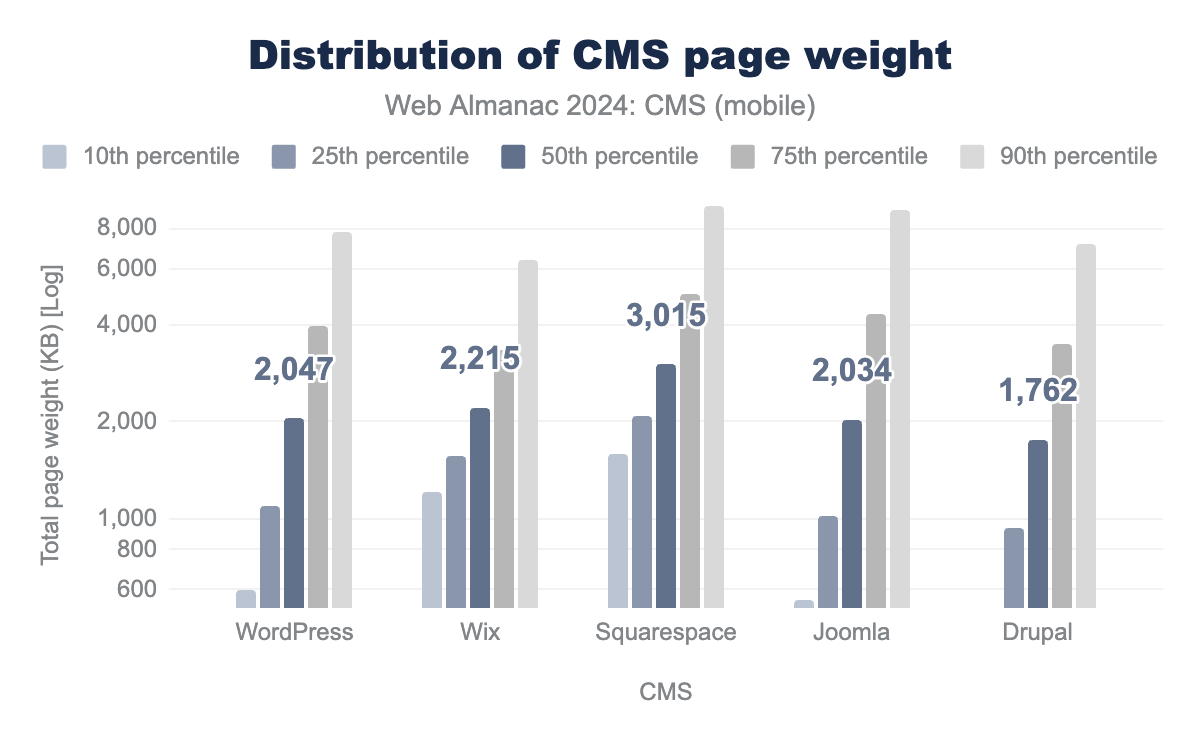 Distribution of CMS page weight
Web Almanac 2024: CMS (mobile)
10th percentile 25th percentile 50th percentile 75th percentile 90th percentile
Total page weight (KB) [Log]
8,000
6,000
4,000
2,000
1,000
800
600
2,047 2,215 3,015 2,034 1,762
WordPress Wix Squarespace Joomla Drupal
CMS